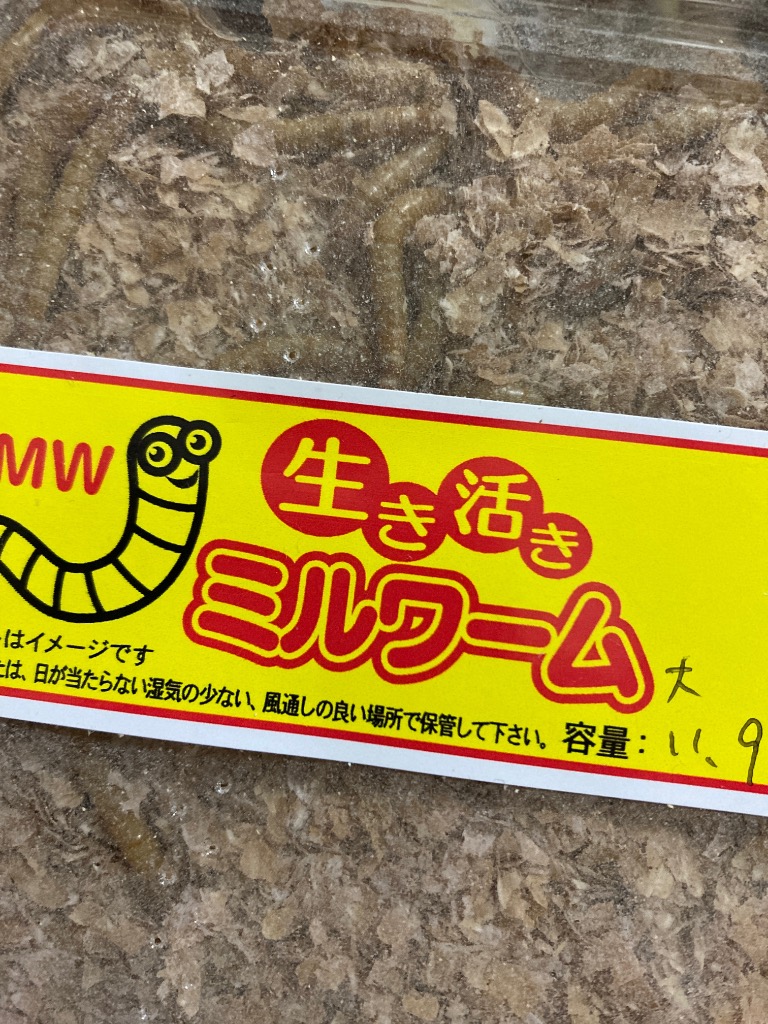 MW
生き活き
ミルワーム
はイメージです
は、日が当たらない湿気の少ない、風通しの良い場所で保管して下さい。
大
容量： 11、9